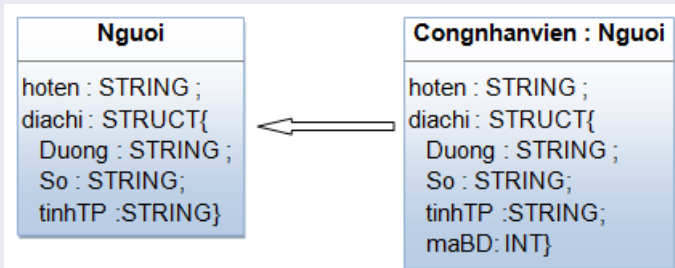 Nguoi
hoten : STRING ;
diachi : STRUCT{
Duong : STRING ;
So : STRING;
tinhTP :STRING}
Congnhanvien : Nguoi
hoten : STRING ;
diachi : STRUCT{
Duong : STRING ;
So : STRING;
tinhTP :STRING;
maBD: INT}